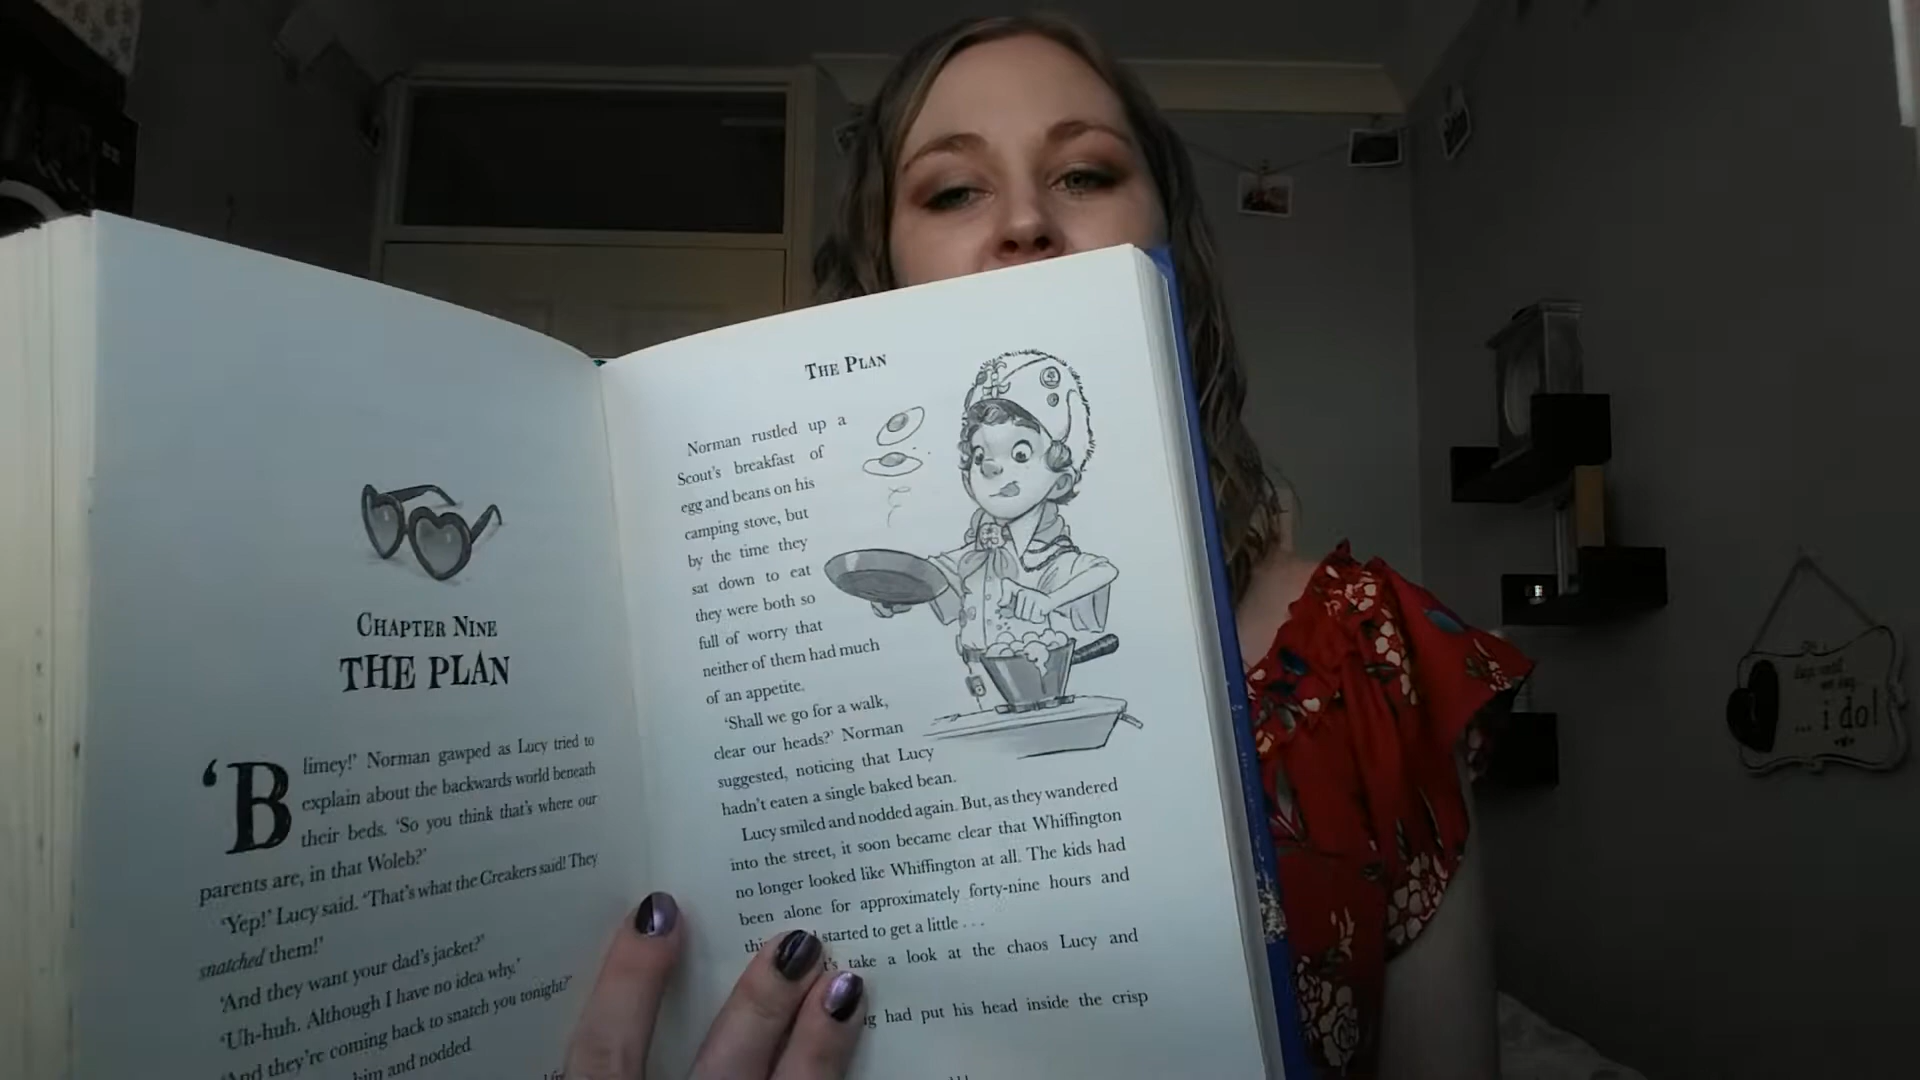 CHAPTER NINE
THE PLAN
'Blimey!' Norman gawped as Lucy tried to
explain about the backwards world beneath
their beds. 'So you think that's where our
parents are, in that Woleb?'
'Yep!' Lucy said. 'That's what the Creakers said! They
snatched them!'
'And they want your dad's jacket?'
'Uh-huh. Although I have no idea why.'
'And they're coming back to snatch you tonight?'
him and nodded.
THE PLAN
Norman rustled up a
Scout's breakfast of
egg and beans on his
camping stove, but
by the time they
sat down to eat
they were both so
full of worry that
neither of them had much
of an appetite.
'Shall we go for a walk,
clear our heads?' Norman
suggested, noticing that Lucy
hadn't eaten a single baked bean.
Lucy smiled and nodded again. But, as they wandered
into the street, it soon became clear that Whiffington
no longer looked like Whiffington at all. The kids had
been alone for approximately forty-nine hours and
started to get a little . . .
take a look at the chaos Lucy and
had put his head inside the crisp
... i do!